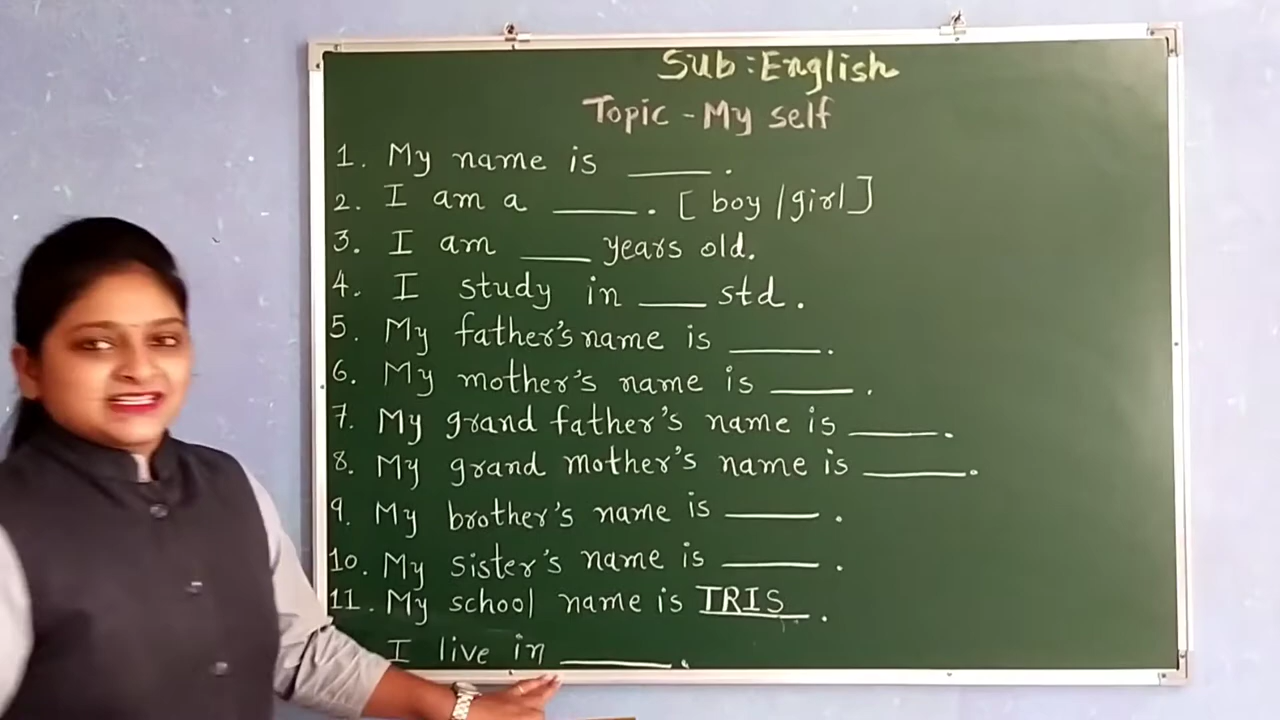 Sub : English
Topic - My self
1. My name is ____.
2. I am a ____. [ boy / girl ]
3. I am ____ years old.
4. I study in ____ std.
5. My father's name is ____.
6. My mother's name is ____.
7. My grand father's name is ____.
8. My grand mother's name is ____.
9. My brother's name is ____.
10. My sister's name is ____.
11. My school name is TRIS.
I live in ____.